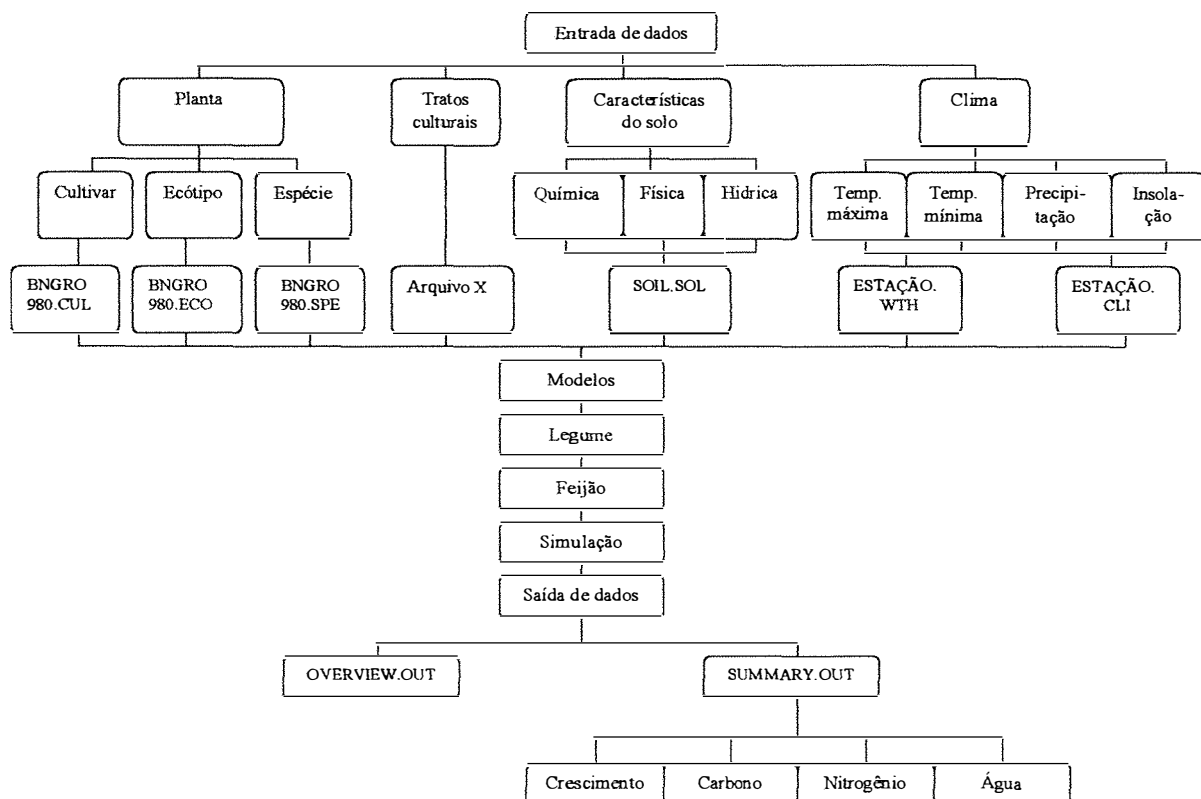 Entrada de dados
Planta
Tratos
culturais
Características
do solo
Clima
Cultivar
Ecótipo
Espécie
Química
Física
Hídrica
Temp.
máxima
Temp.
mínima
Precipi-
tação
Insola-
ção
BNGRO
980.CUL
BNGRO
980.ECO
BNGRO
980.SPE
Arquivo X
SOIL.SOL
ESTAÇÃO.
WTH
ESTAÇÃO.
CLI
Modelos
Legume
Feijão
Simulação
Saída de dados
OVERVIEW.OUT
SUMMARY.OUT
Crescimento
Carbono
Nitrogênio
Água